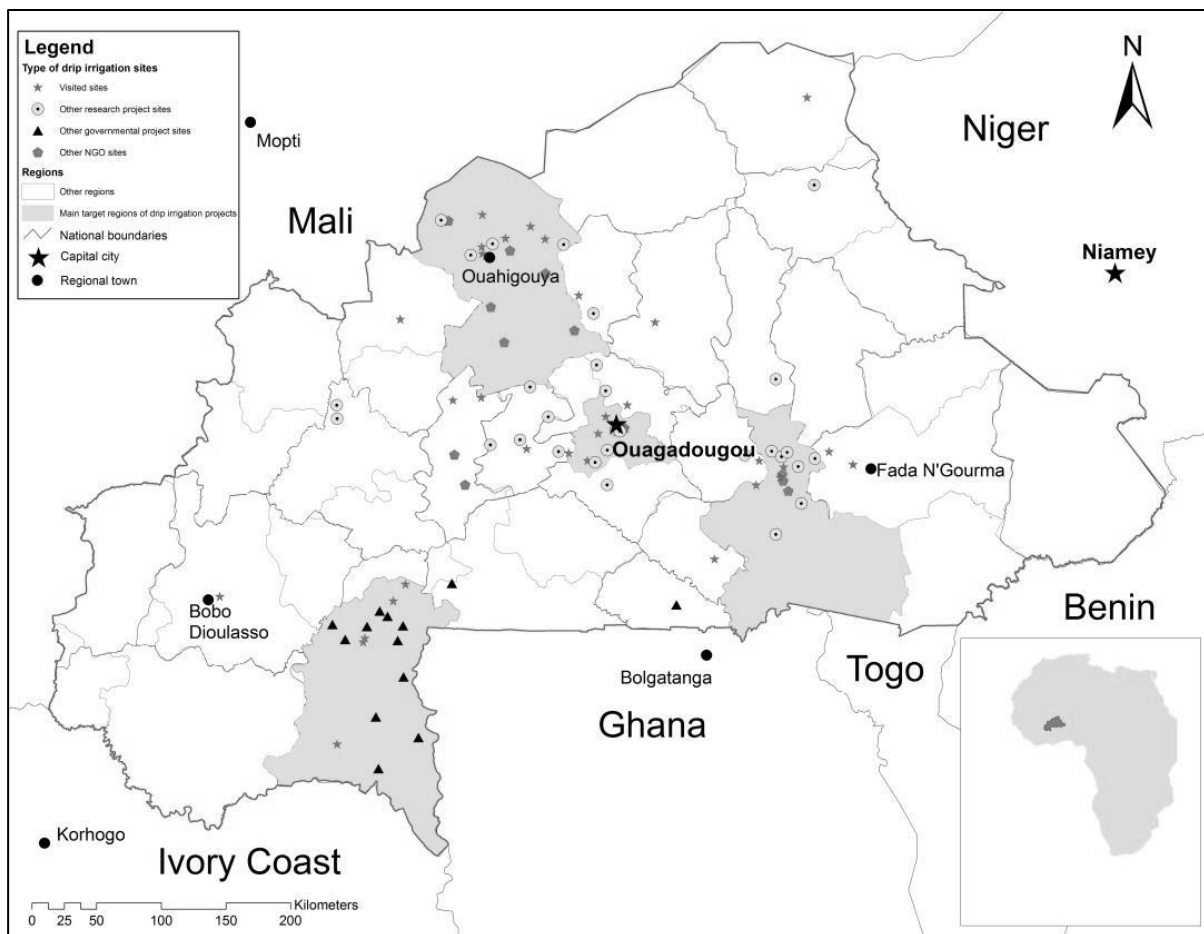 Legend
Type of drip irrigation sites
Visited sites
Other research project sites
Other governmental project sites
Other NGO sites
Regions
Other regions
Main target regions of drip irrigation projects
National boundaries
Capital city
Regional town
N
Mopti
Niger
Mali
Niamey
Ouahigouya
Ouagadougou
Fada N'Gourma
Bobo
Dioulasso
Benin
Bolgatanga
Togo
Ghana
Korhogo
Ivory Coast
Kilometers
0 25 50 100 150 200